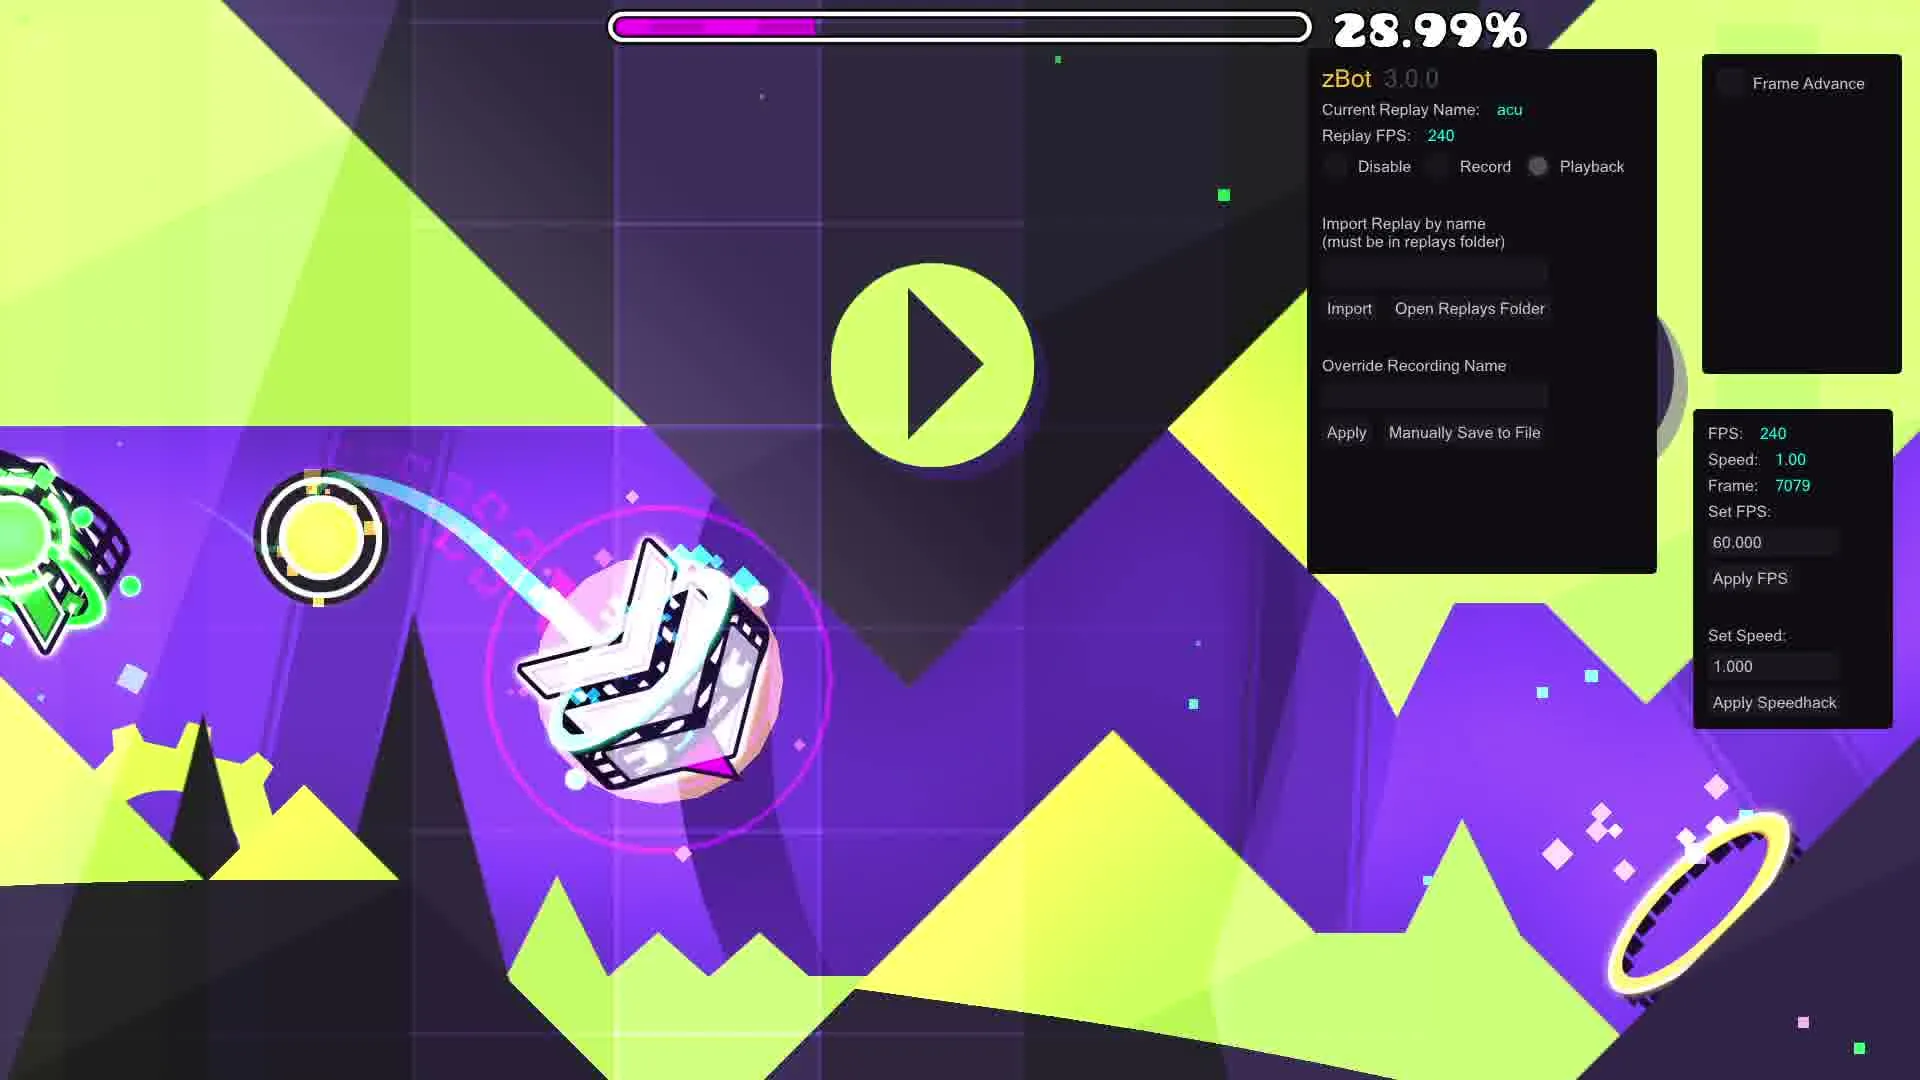 28.99%
zBot 3.0.0
Current Replay Name: acu
Replay FPS: 240
Disable Record Playback
Import Replay by name
(must be in replays folder)
Import Open Replays Folder
Override Recording Name
Apply Manually Save to File
Frame Advance
FPS: 240
Speed: 1.00
Frame: 7079
Set FPS:
60.000
Apply FPS
Set Speed:
1.000
Apply Speedhack